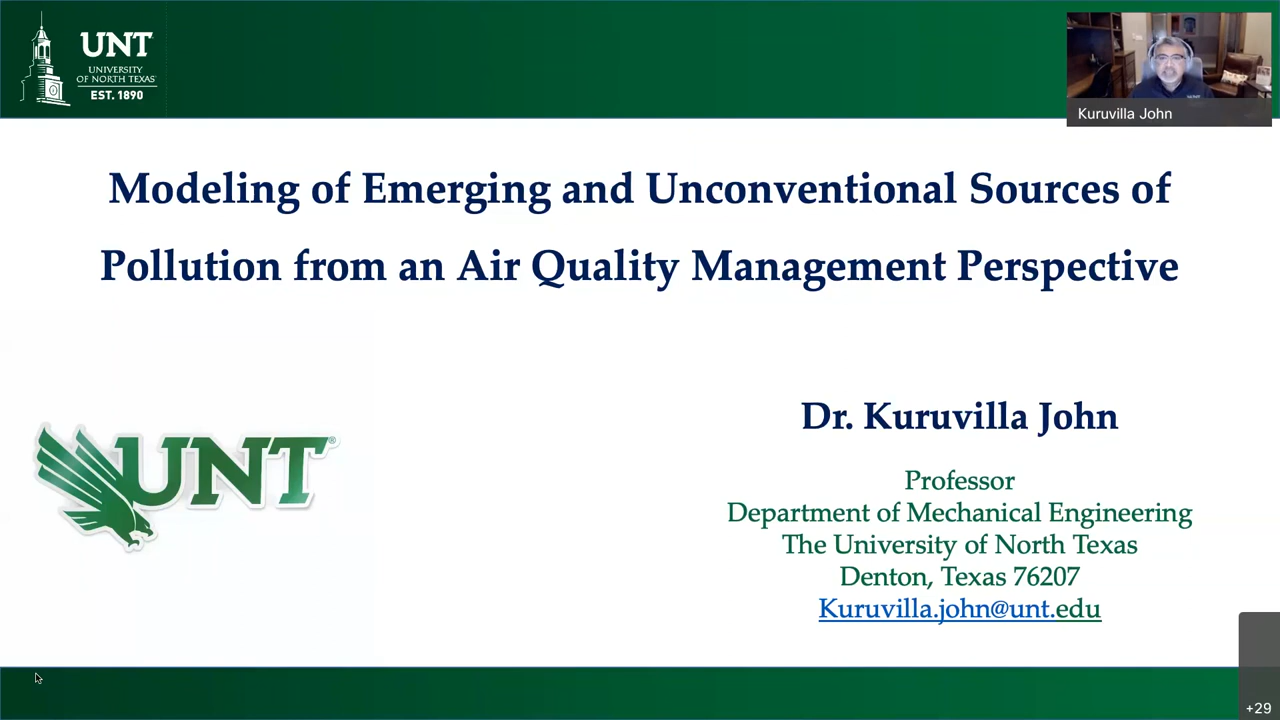 UNT
UNIVERSITY
OF NORTH TEXAS
EST. 1890
Kuruvilla John
Modeling of Emerging and Unconventional Sources of
Pollution from an Air Quality Management Perspective
UNT®
Dr. Kuruvilla John
Professor
Department of Mechanical Engineering
The University of North Texas
Denton, Texas 76207
Kuruvilla.john@unt.edu
+29